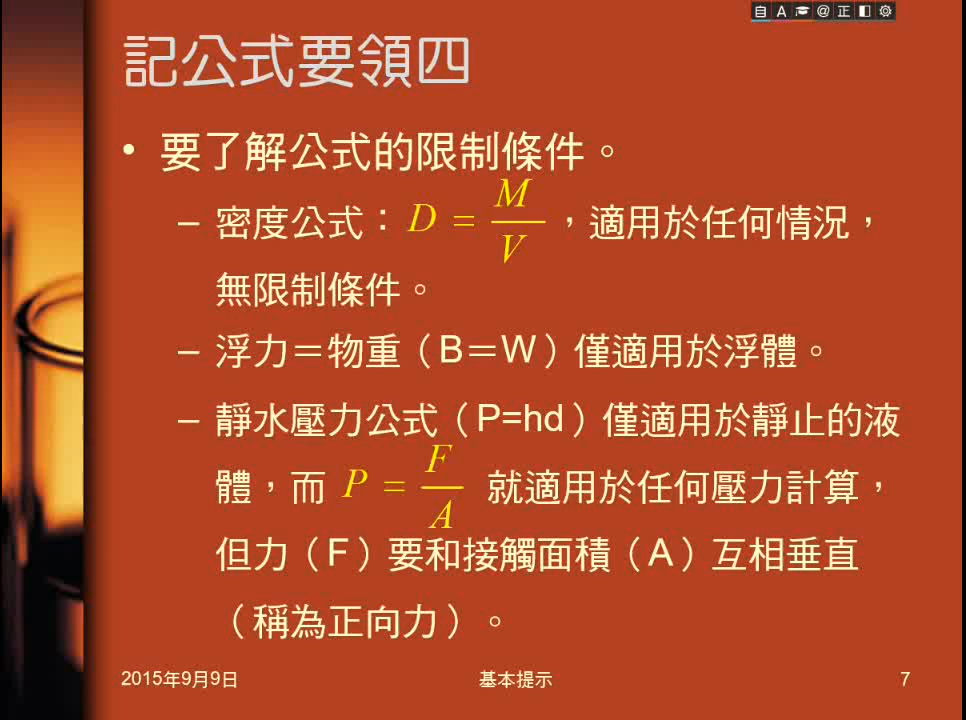 自 A @ 正
記公式要領四
• 要了解公式的限制條件。
– 密度公式：D = M/V，適用於任何情況，
無限制條件。
– 浮力＝物重（B＝W）僅適用於浮體。
– 靜水壓力公式（P=hd）僅適用於靜止的液
體，而 P = F/A 就適用於任何壓力計算，
但力（F）要和接觸面積（A）互相垂直
（稱為正向力）。
2015年9月9日 基本提示 7